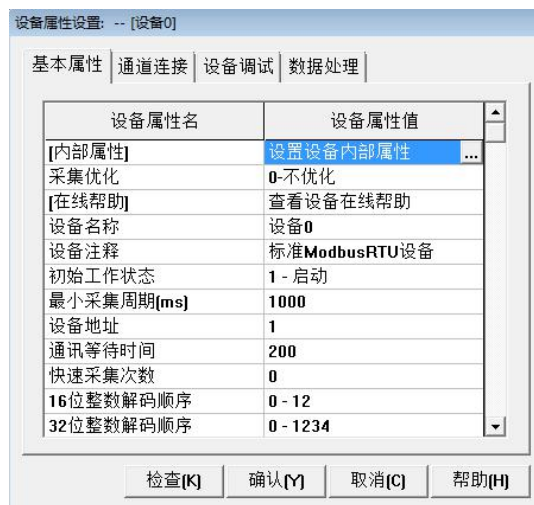 设备属性设置: -- [设备0]
基本属性 通道连接 设备调试 数据处理
设备属性名 设备属性值
[内部属性] 设置设备内部属性 ...
采集优化 0-不优化
[在线帮助] 查看设备在线帮助
设备名称 设备0
设备注释 标准ModbusRTU设备
初始工作状态 1 - 启动
最小采集周期(ms) 1000
设备地址 1
通讯等待时间 200
快速采集次数 0
16位整数解码顺序 0 - 12
32位整数解码顺序 0 - 1234
检查(K) 确认(Y) 取消(C) 帮助(H)